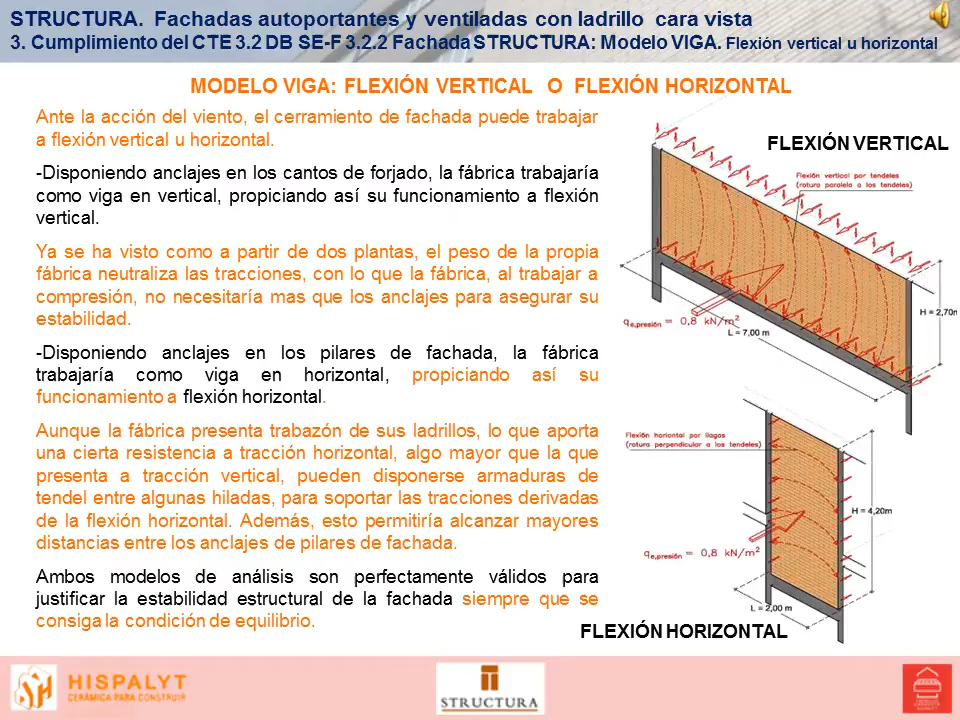 STRUCTURA. Fachadas autoportantes y ventiladas con ladrillo cara vista
3. Cumplimiento del CTE 3.2 DB SE-F 3.2.2 Fachada STRUCTURA: Modelo VIGA. Flexión vertical u horizontal
MODELO VIGA: FLEXIÓN VERTICAL O FLEXIÓN HORIZONTAL
Ante la acción del viento, el cerramiento de fachada puede trabajar
a flexión vertical u horizontal.
-Disponiendo anclajes en los cantos de forjado, la fábrica trabajaría
como viga en vertical, propiciando así su funcionamiento a flexión
vertical.
Ya se ha visto como a partir de dos plantas, el peso de la propia
fábrica neutraliza las tracciones, con lo que la fábrica, al trabajar a
compresión, no necesitaría mas que los anclajes para asegurar su
estabilidad.
-Disponiendo anclajes en los pilares de fachada, la fábrica
trabajaría como viga en horizontal, propiciando así su
funcionamiento a flexión horizontal.
Aunque la fábrica presenta trabazón de sus ladrillos, lo que aporta
una cierta resistencia a tracción horizontal, algo mayor que la que
presenta a tracción vertical, pueden disponerse armaduras de
tendel entre algunas hiladas, para soportar las tracciones derivadas
de la flexión horizontal. Además, esto permitiría alcanzar mayores
distancias entre los anclajes de pilares de fachada.
Ambos modelos de análisis son perfectamente válidos para
justificar la estabilidad estructural de la fachada siempre que se
consiga la condición de equilibrio.
FLEXIÓN VERTICAL
Flexión vertical por tendeles
(rotura paralela a los tendeles)
H = 2,70m
qe,presión = 0,8 kN/m²
L = 7,00 m
Flexión horiontal por llagas
(rotura perpendicular a los tendeles)
H = 4,20m
qe,presión = 0,8 kN/m²
L = 2,00 m
FLEXIÓN HORIZONTAL
HISPALYT
CERÁMICA PARA CONSTRUIR
STRUCTURA